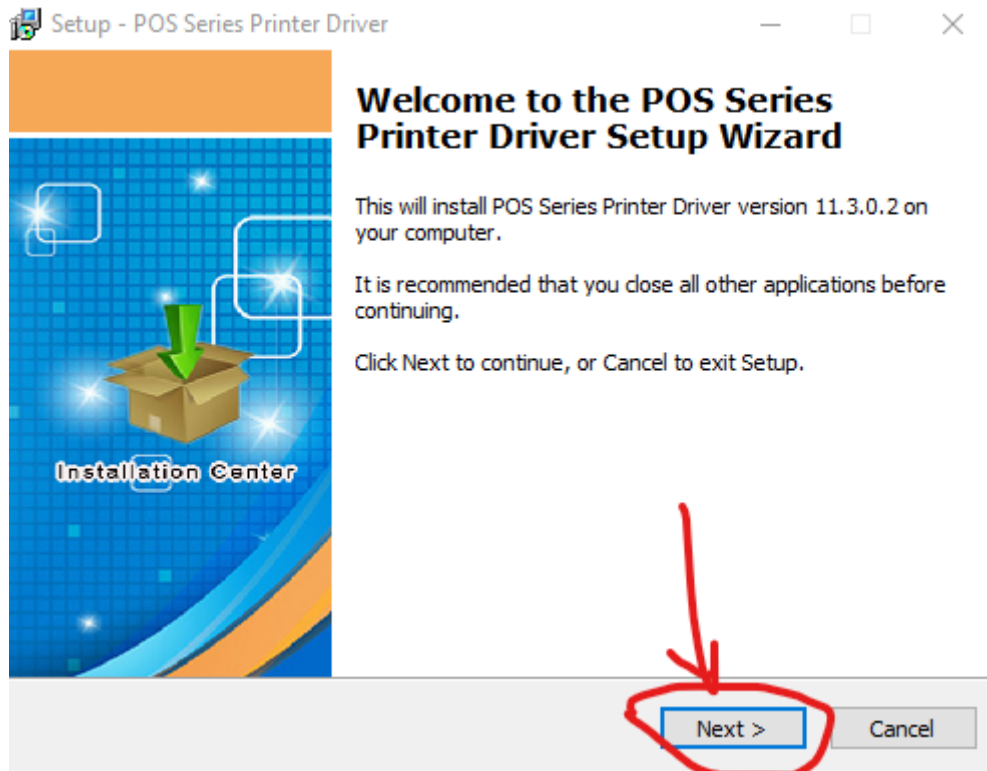 Setup - POS Series Printer Driver
Welcome to the POS Series
Printer Driver Setup Wizard
This will install POS Series Printer Driver version 11.3.0.2 on
your computer.
It is recommended that you close all other applications before
continuing.
Click Next to continue, or Cancel to exit Setup.
Installation Center
Next >
Cancel